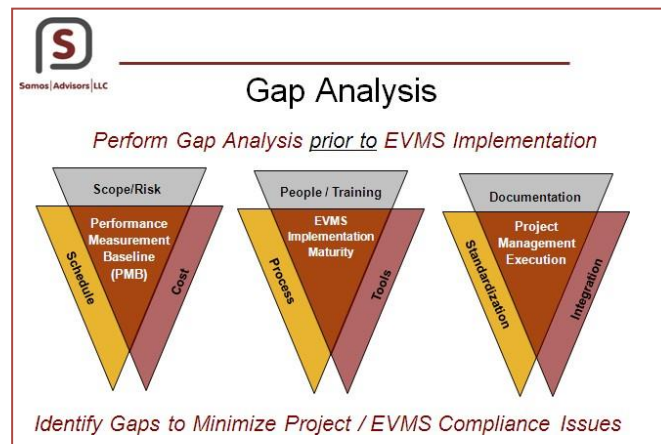 Samos|Advisors|LLC
Gap Analysis
Perform Gap Analysis prior to EVMS Implementation
Scope/Risk
Performance
Measurement
Baseline
(PMB)
Schedule
Cost
People / Training
EVMS
Implementation
Maturity
Process
Tools
Documentation
Project
Management
Execution
Standardization
Integration
Identify Gaps to Minimize Project / EVMS Compliance Issues